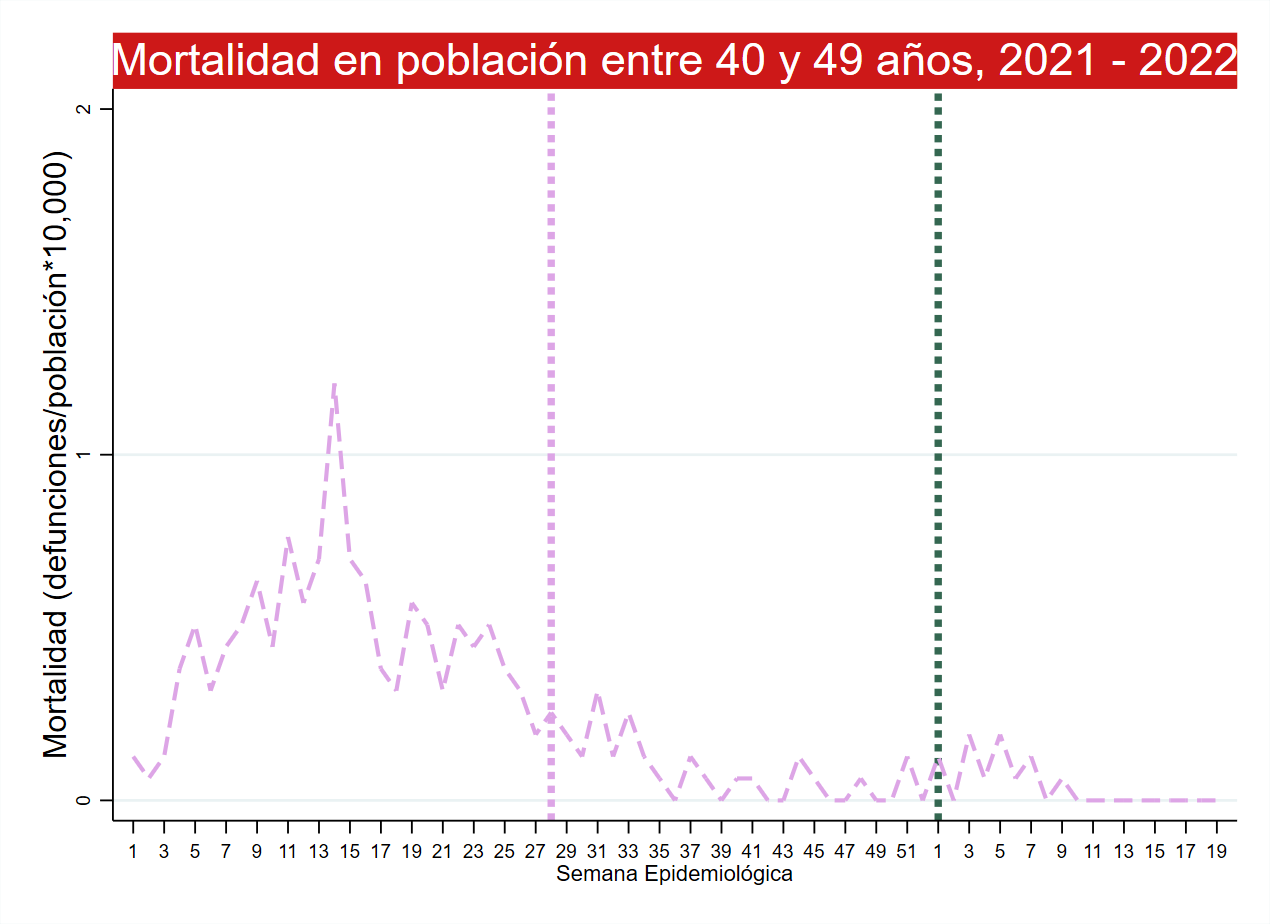 Mortalidad en población entre 40 y 49 años, 2021 - 2022
Mortalidad (defunciones/población*10,000)
2
1
0
1 3 5 7 9 11 13 15 17 19 21 23 25 27 29 31 33 35 37 39 41 43 45 47 49 51 1 3 5 7 9 11 13 15 17 19
Semana Epidemiológica